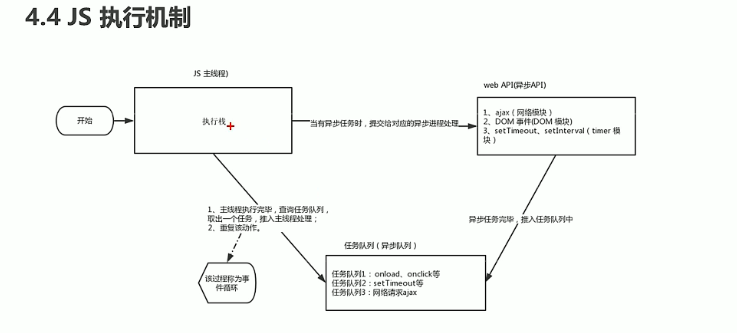 4.4 JS 执行机制
JS 主线程)
web API(异步API)
开始
执行栈
当有异步任务时，提交给对应的异步进程处理
1、ajax（网络模块）
2、DOM 事件(DOM 模块)
3、setTimeout、setInterval（timer 模
块）
1、主线程执行完毕，查询任务队列，
取出一个任务，推入主线程处理；
2、重复该动作。
异步任务完毕，推入任务队列中
任务队列（异步队列）
该过程称为事
件循环
任务队列1：onload、onclick等
任务队列2：setTimeout等
任务队列3：网络请求ajax